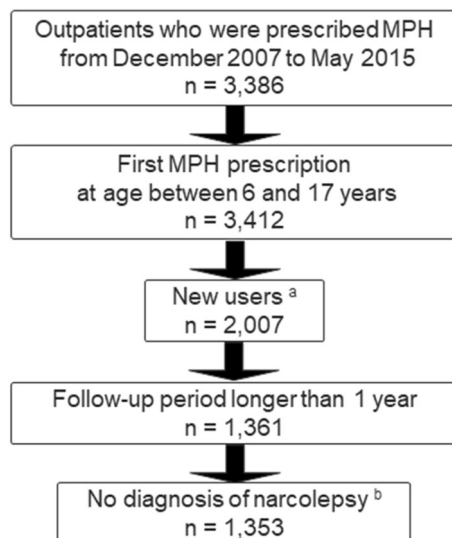 Outpatients who were prescribed MPH
from December 2007 to May 2015
n = 3,386
First MPH prescription
at age between 6 and 17 years
n = 3,412
New users a
n = 2,007
Follow-up period longer than 1 year
n = 1,361
No diagnosis of narcolepsy b
n = 1,353